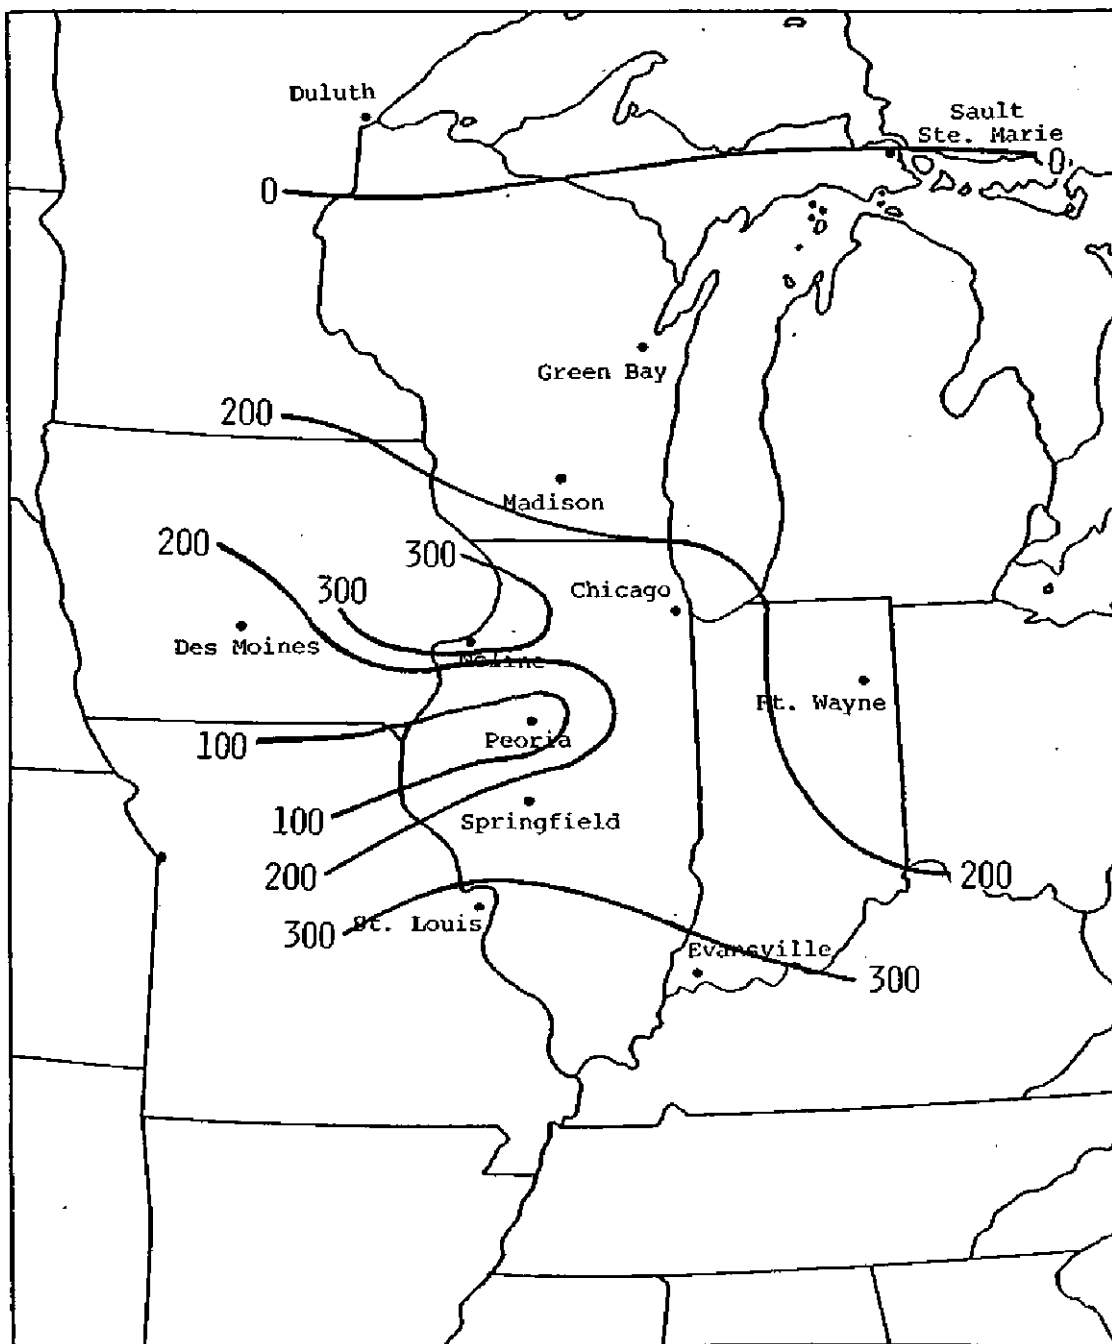 Duluth
Sault
Ste. Marie
0
0
Green Bay
200
Madison
200
300
300
Chicago
Des Moines
Moline
Ft. Wayne
100
Peoria
100
Springfield
200
200
300
St. Louis
Evansville
300